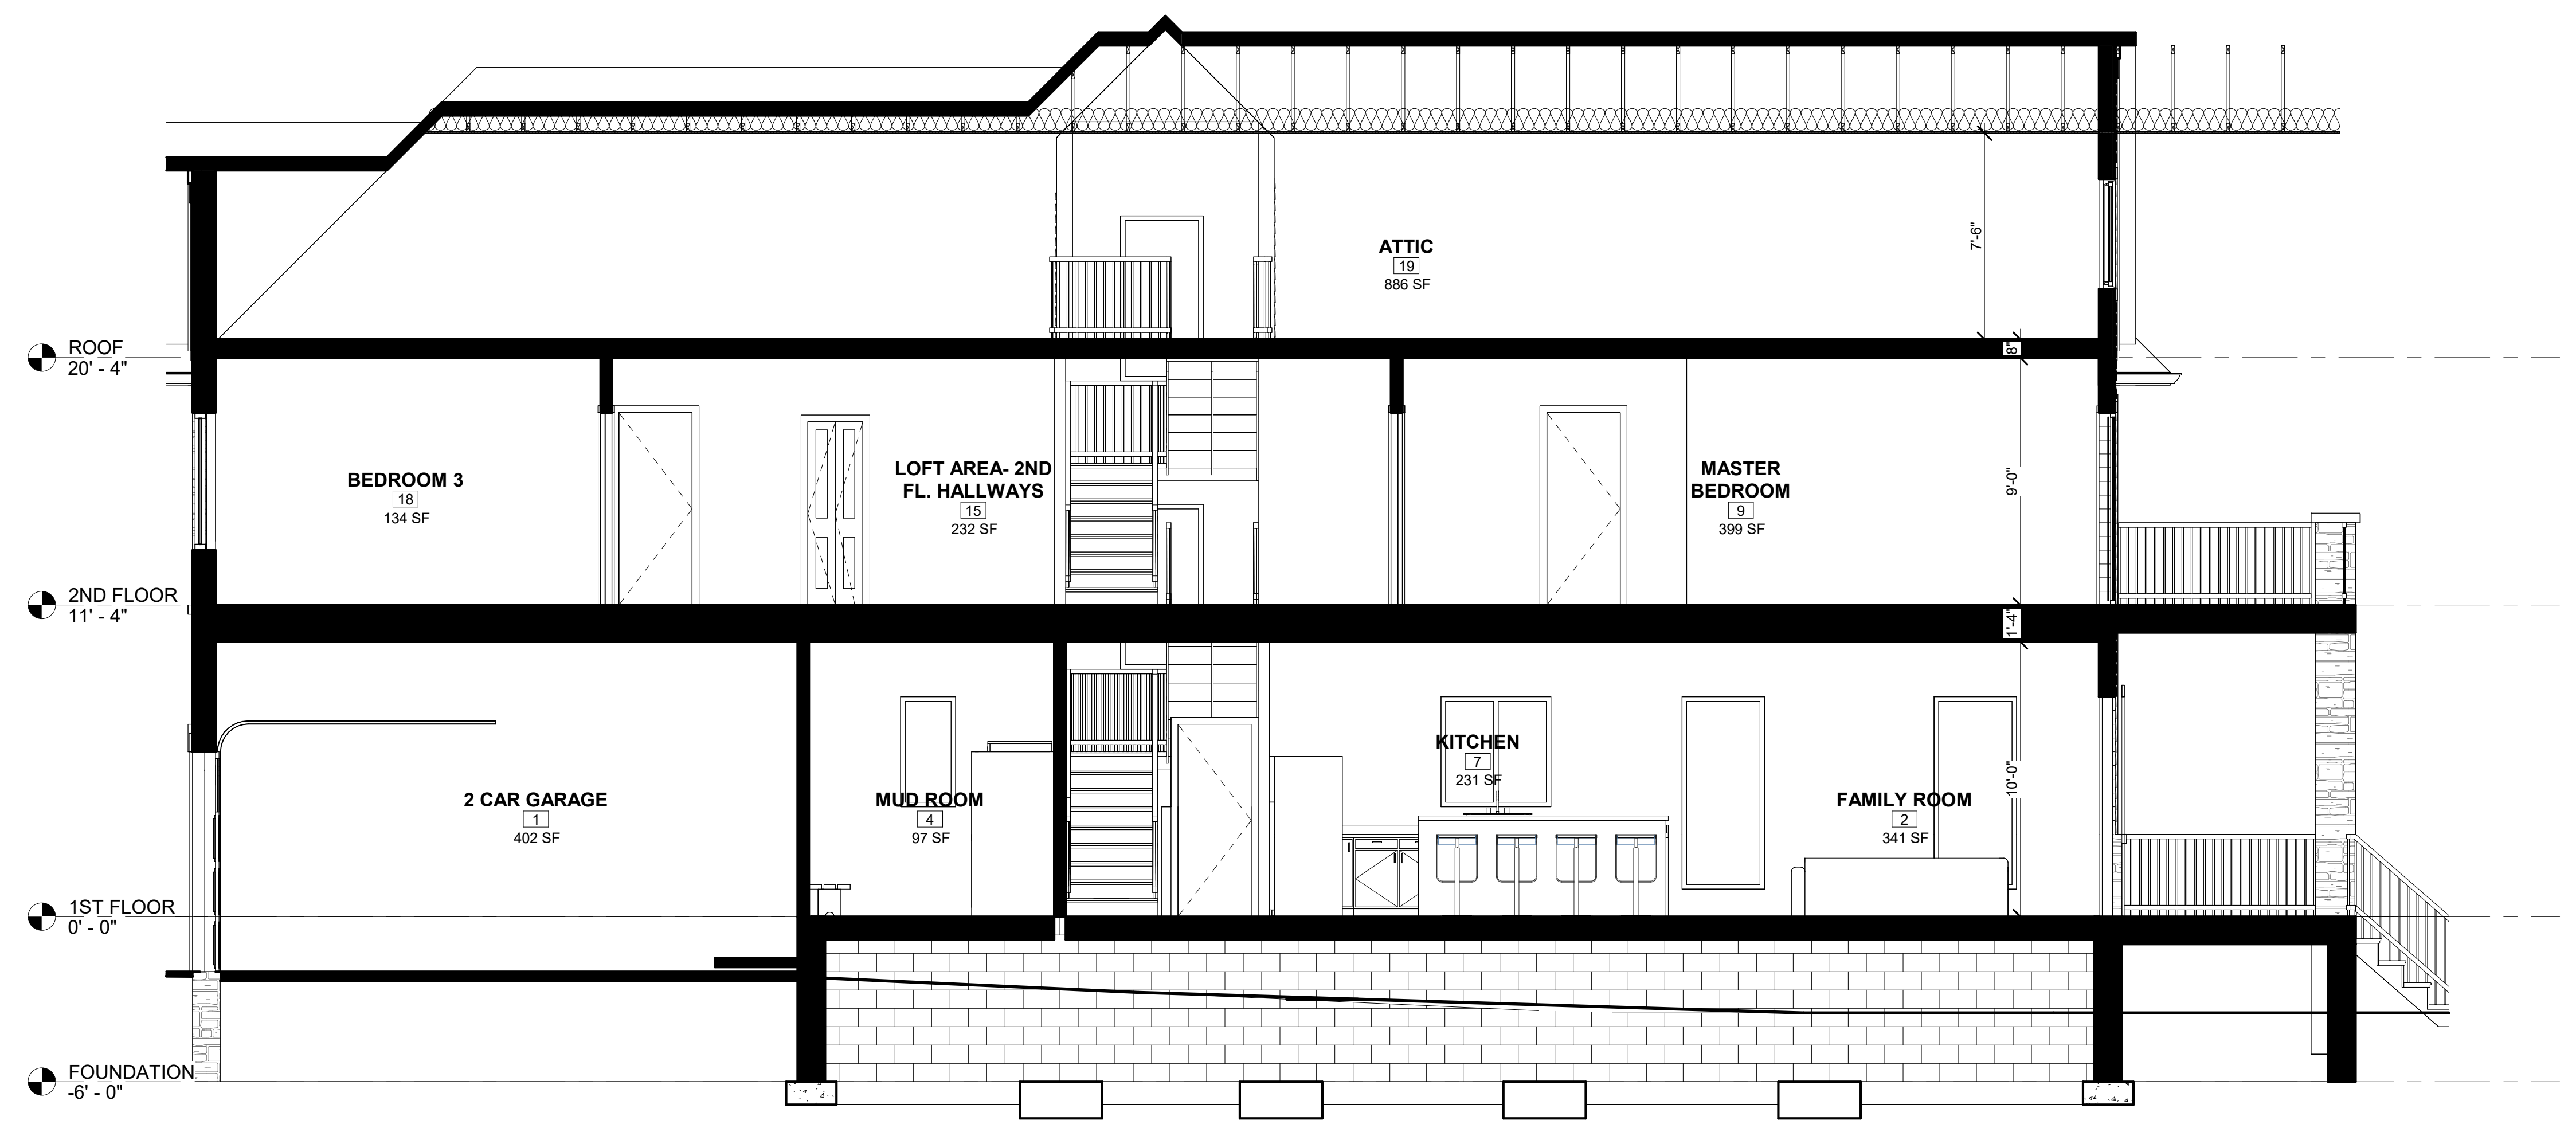 ATTIC
19
886 SF
7'-6"
ROOF
20' - 4"
8"
BEDROOM 3
18
134 SF
LOFT AREA- 2ND
FL. HALLWAYS
15
232 SF
MASTER
BEDROOM
9
399 SF
9'-0"
2ND FLOOR
11' - 4"
1'-4"
2 CAR GARAGE
1
402 SF
MUD ROOM
4
97 SF
KITCHEN
7
231 SF
FAMILY ROOM
2
341 SF
10'-0"
1ST FLOOR
0' - 0"
FOUNDATION
-6' - 0"